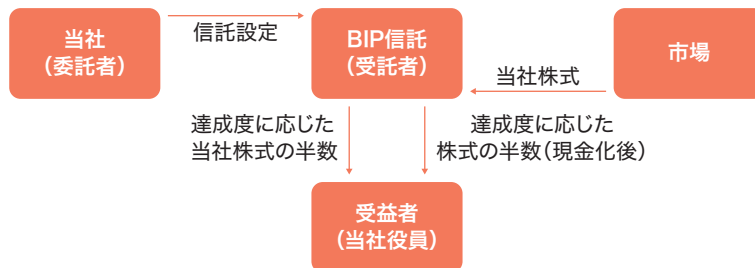 当社
（委託者）
信託設定
BIP信託
（受託者）
当社株式
市場
達成度に応じた
当社株式の半数
達成度に応じた
株式の半数（現金化後）
受益者
（当社役員）